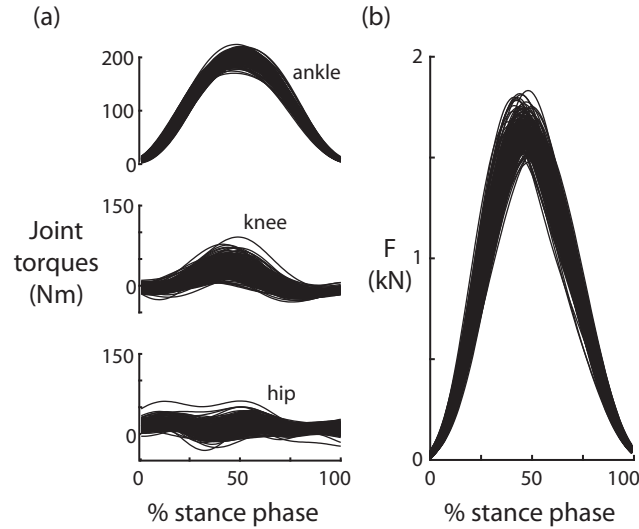 (a)
200
100
0
ankle
150
0
knee
Joint
torques
(Nm)
150
0
hip
0 50 100
% stance phase
(b)
2
1
0
F
(kN)
0 50 100
% stance phase